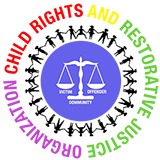 CHILD RIGHTS AND RESTORATIVE JUSTICE ORGANIZATION
VICTIM OFFENDER
COMMUNITY